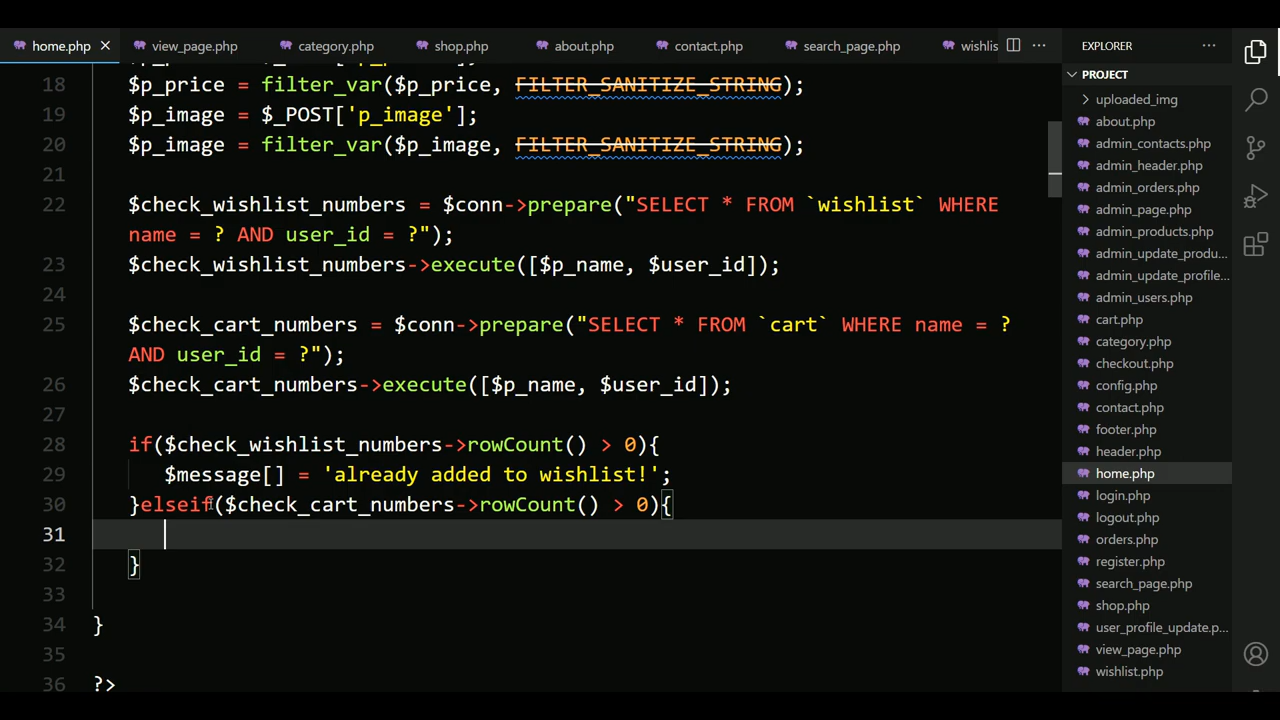 home.php
view_page.php
category.php
shop.php
about.php
contact.php
search_page.php
wishlis
EXPLORER
PROJECT
18 $p_price = filter_var($p_price, FILTER_SANITIZE_STRING);
19 $p_image = $_POST['p_image'];
20 $p_image = filter_var($p_image, FILTER_SANITIZE_STRING);
21
22 $check_wishlist_numbers = $conn->prepare("SELECT * FROM `wishlist` WHERE
name = ? AND user_id = ?");
23 $check_wishlist_numbers->execute([$p_name, $user_id]);
24
25 $check_cart_numbers = $conn->prepare("SELECT * FROM `cart` WHERE name = ?
AND user_id = ?");
26 $check_cart_numbers->execute([$p_name, $user_id]);
27
28 if($check_wishlist_numbers->rowCount() > 0){
29 $message[] = 'already added to wishlist!';
30 }elseif($check_cart_numbers->rowCount() > 0){
31
32 }
33
34 }
35
36 ?>
uploaded_img
about.php
admin_contacts.php
admin_header.php
admin_orders.php
admin_page.php
admin_products.php
admin_update_produ...
admin_update_profile...
admin_users.php
cart.php
category.php
checkout.php
config.php
contact.php
footer.php
header.php
home.php
login.php
logout.php
orders.php
register.php
search_page.php
shop.php
user_profile_update.p...
view_page.php
wishlist.php